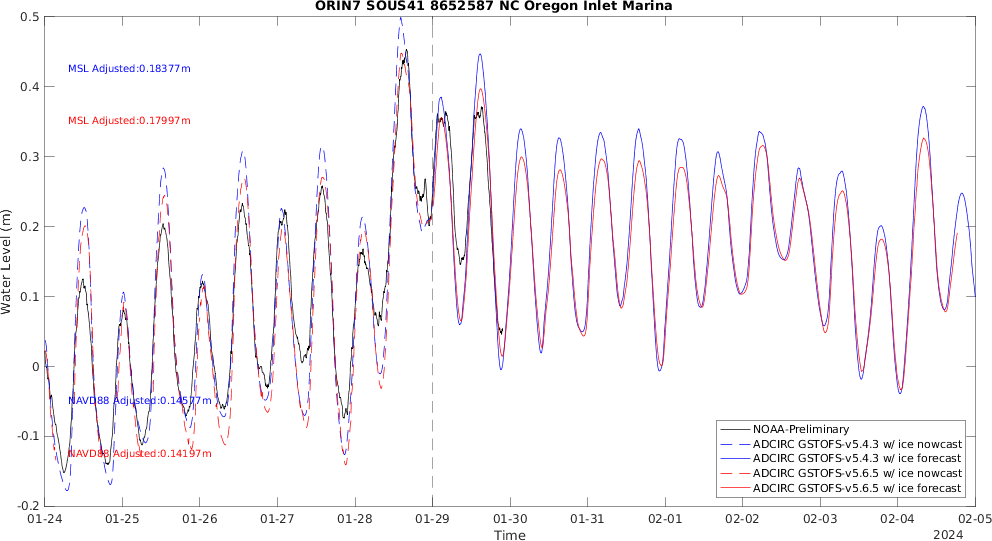 ORIN7 SOUS41 8652587 NC Oregon Inlet Marina
0.5
0.4
0.3
0.2
0.1
0
-0.1
-0.2
Water Level (m)
MSL Adjusted:0.18377m
MSL Adjusted:0.17997m
NAVD88 Adjusted:0.14577m
NAVD88 Adjusted:0.14197m
NOAA-Preliminary
ADCIRC GSTOFS-v5.4.3 w/ ice nowcast
ADCIRC GSTOFS-v5.4.3 w/ ice forecast
ADCIRC GSTOFS-v5.6.5 w/ ice nowcast
ADCIRC GSTOFS-v5.6.5 w/ ice forecast
01-24 01-25 01-26 01-27 01-28 01-29 01-30 01-31 02-01 02-02 02-03 02-04 02-05
Time
2024